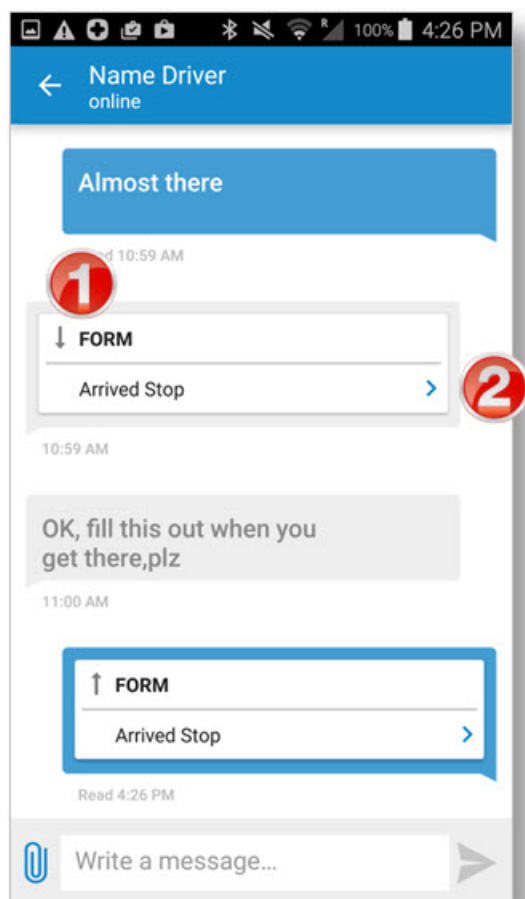 R 100% 4:26 PM
Name Driver
online
Almost there
10:59 AM
1
FORM
Arrived Stop
2
10:59 AM
OK, fill this out when you
get there,plz
11:00 AM
FORM
Arrived Stop
Read 4:26 PM
Write a message...